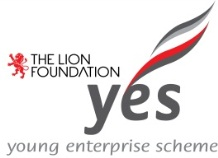 THE LION
FOUNDATION
yes
young enterprise scheme